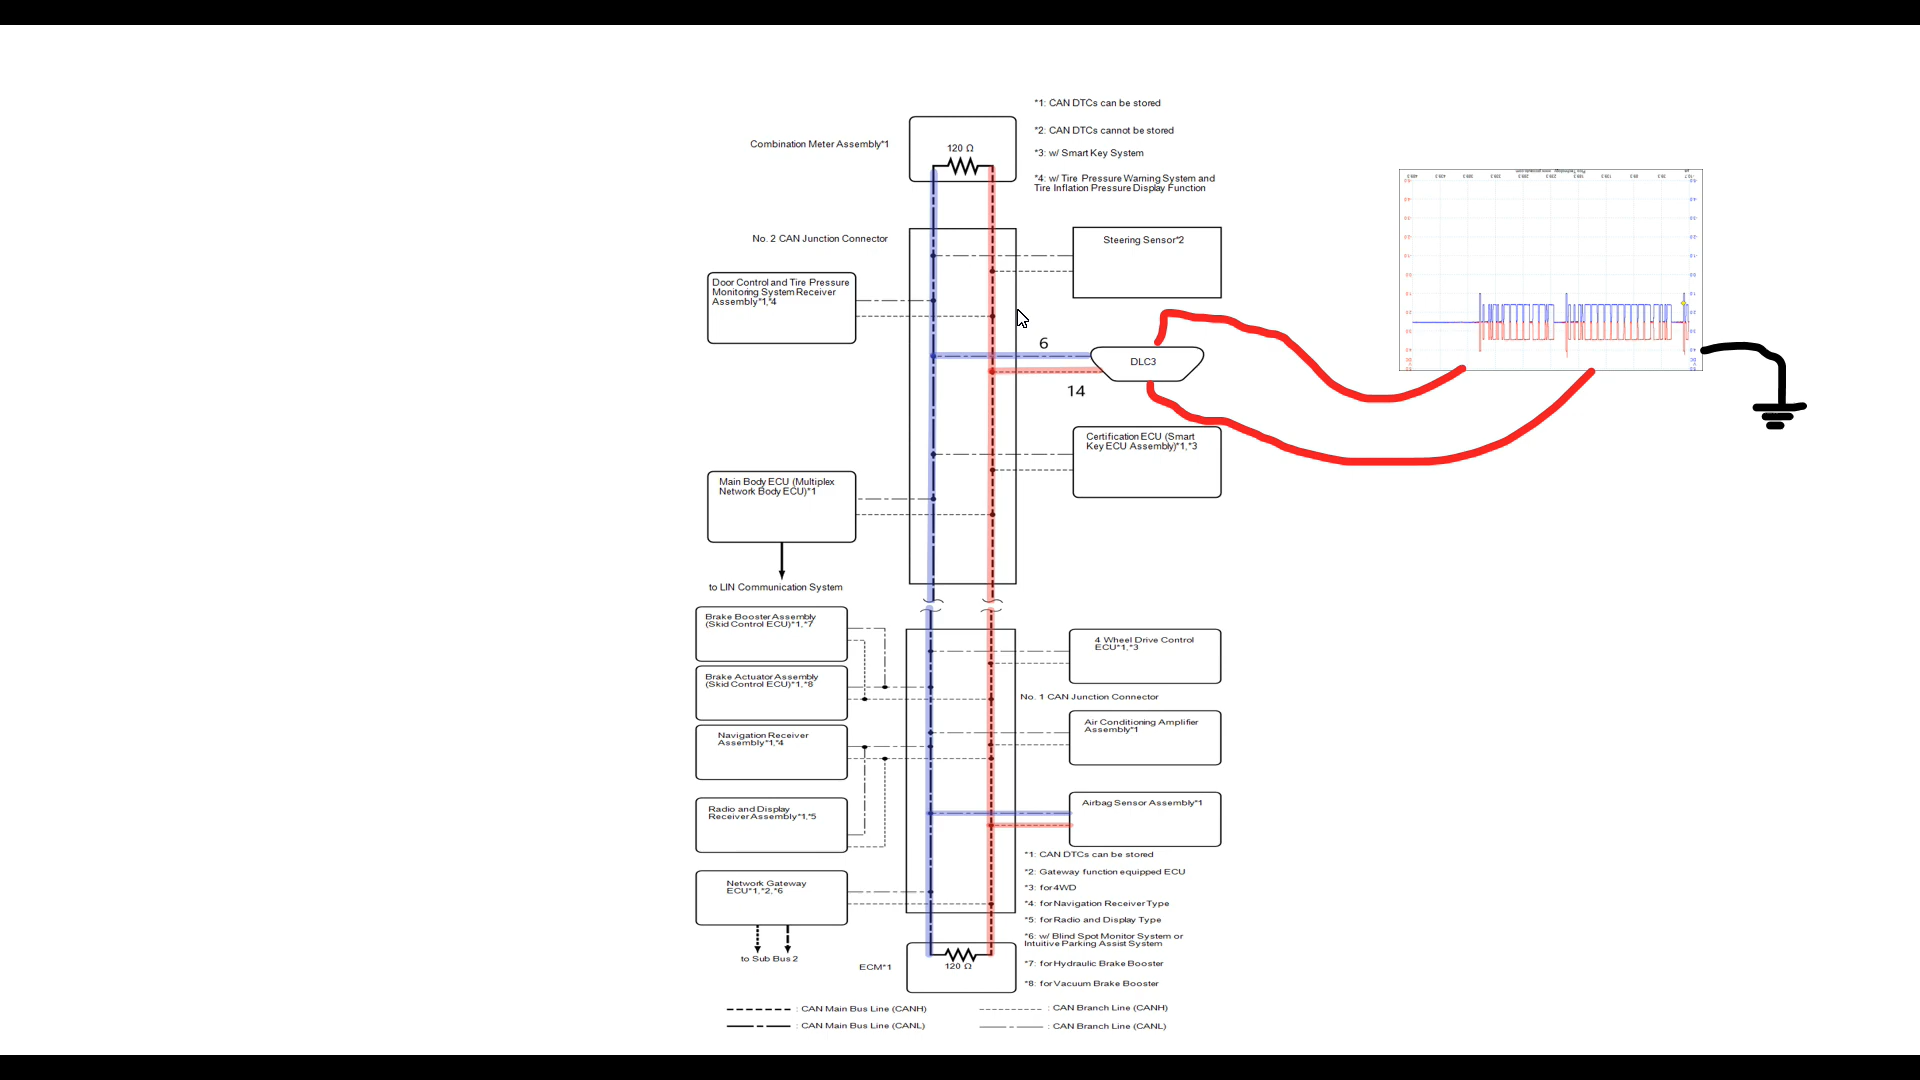 *1: CAN DTCs can be stored
*2: CAN DTCs cannot be stored
*3: w/ Smart Key System
*4: w/ Tire Pressure Warning System and
Tire Inflation Pressure Display Function
Combination Meter Assembly*1
120 Ω
No. 2 CAN Junction Connector
Steering Sensor*2
Door Control and Tire Pressure
Monitoring System Receiver
Assembly*1,*4
6
DLC3
14
Certification ECU (Smart
Key ECU Assembly)*1,*3
Main Body ECU (Multiplex
Network Body ECU)*1
to LIN Communication System
Brake Booster Assembly
(Skid Control ECU)*1,*7
4 Wheel Drive Control
ECU*1,*3
Brake Actuator Assembly
(Skid Control ECU)*1,*8
No. 1 CAN Junction Connector
Navigation Receiver
Assembly*1,*4
Air Conditioning Amplifier
Assembly*1
Radio and Display
Receiver Assembly*1,*5
Airbag Sensor Assembly*1
Network Gateway
ECU*1,*2,*6
to Sub Bus 2
*1: CAN DTCs can be stored
*2: Gateway function equipped ECU
*3: for 4WD
*4: for Navigation Receiver Type
*5: for Radio and Display Type
*6: w/ Blind Spot Monitor System or
Intuitive Parking Assist System
*7: for Hydraulic Brake Booster
*8: for Vacuum Brake Booster
ECM*1
120 Ω
: CAN Main Bus Line (CANH)
: CAN Branch Line (CANH)
: CAN Main Bus Line (CANL)
: CAN Branch Line (CANL)